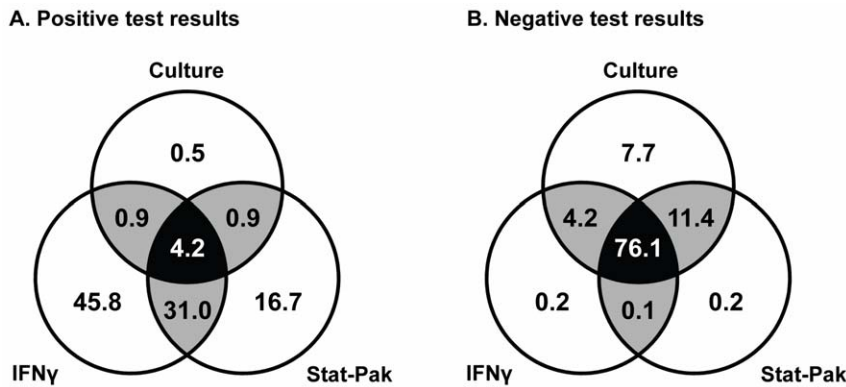 A. Positive test results
Culture
0.5
0.9
0.9
4.2
45.8
31.0
16.7
IFNγ
Stat-Pak
B. Negative test results
Culture
7.7
4.2
11.4
76.1
0.2
0.1
0.2
IFNγ
Stat-Pak